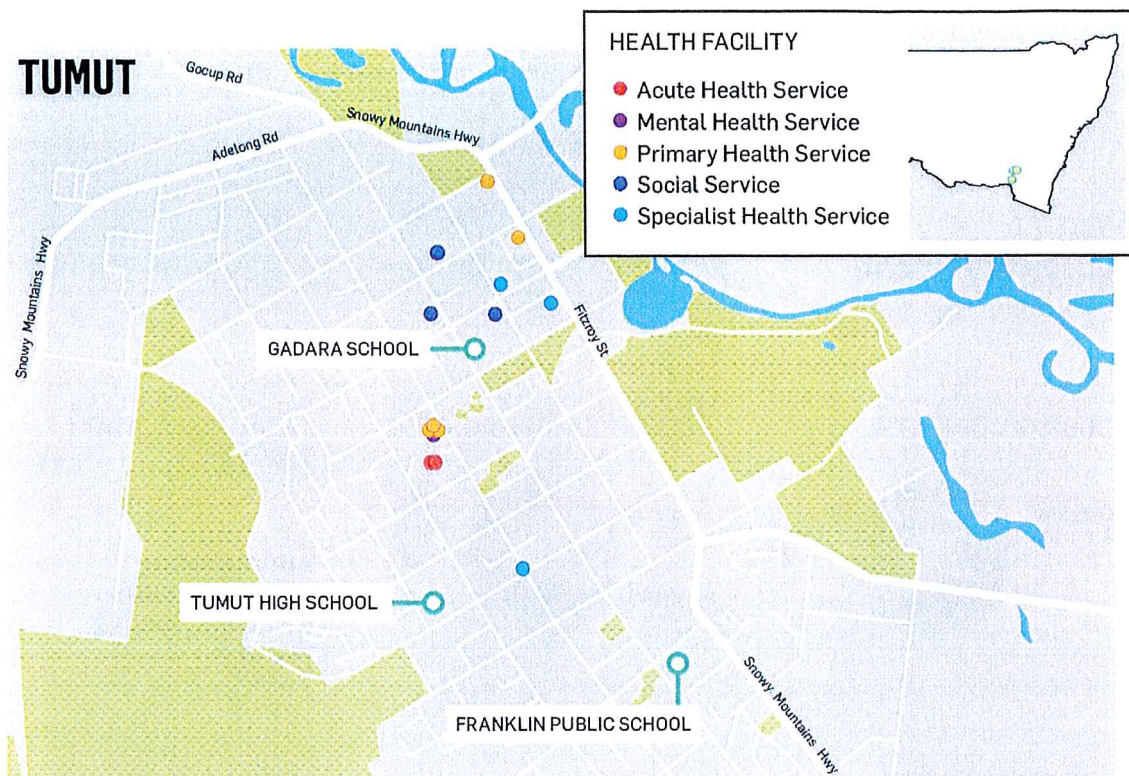 TUMUT
HEALTH FACILITY
Acute Health Service
Mental Health Service
Primary Health Service
Social Service
Specialist Health Service
Gocup Rd
Snowy Mountains Hwy
Adelong Rd
Snowy Mountains Hwy
Fitzroy St
GADARA SCHOOL
TUMUT HIGH SCHOOL
FRANKLIN PUBLIC SCHOOL
Snowy Mountains Hwy